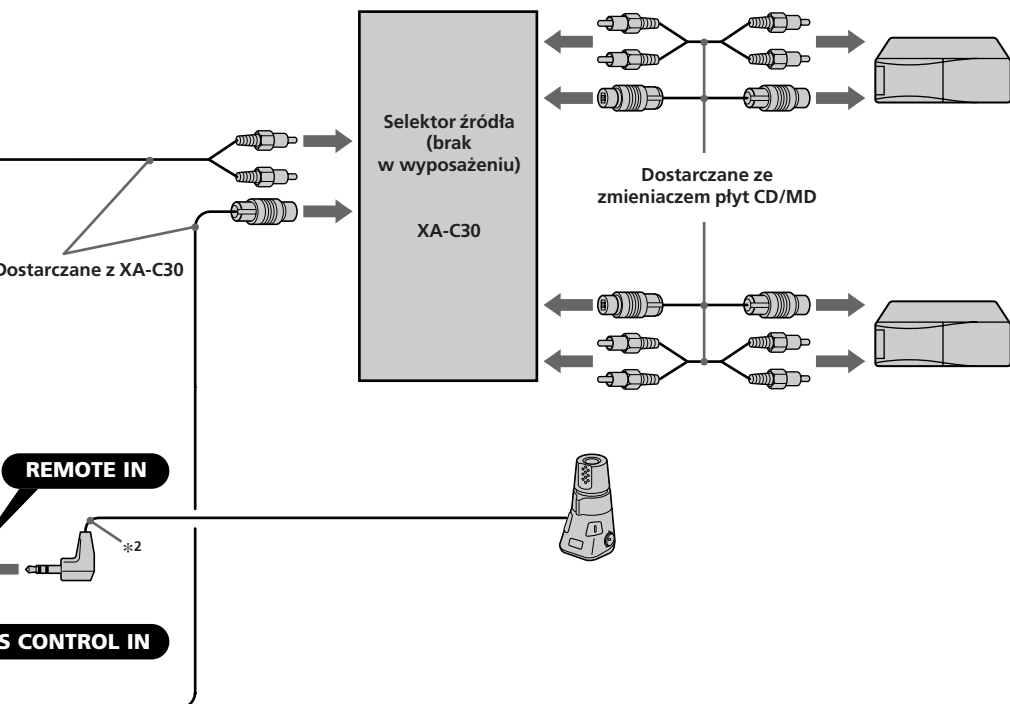 Selektor źródła
(brak
w wyposażeniu)
XA-C30
Dostarczane ze
zmieniaczem płyt CD/MD
Dostarczane z XA-C30
REMOTE IN
*2
S CONTROL IN